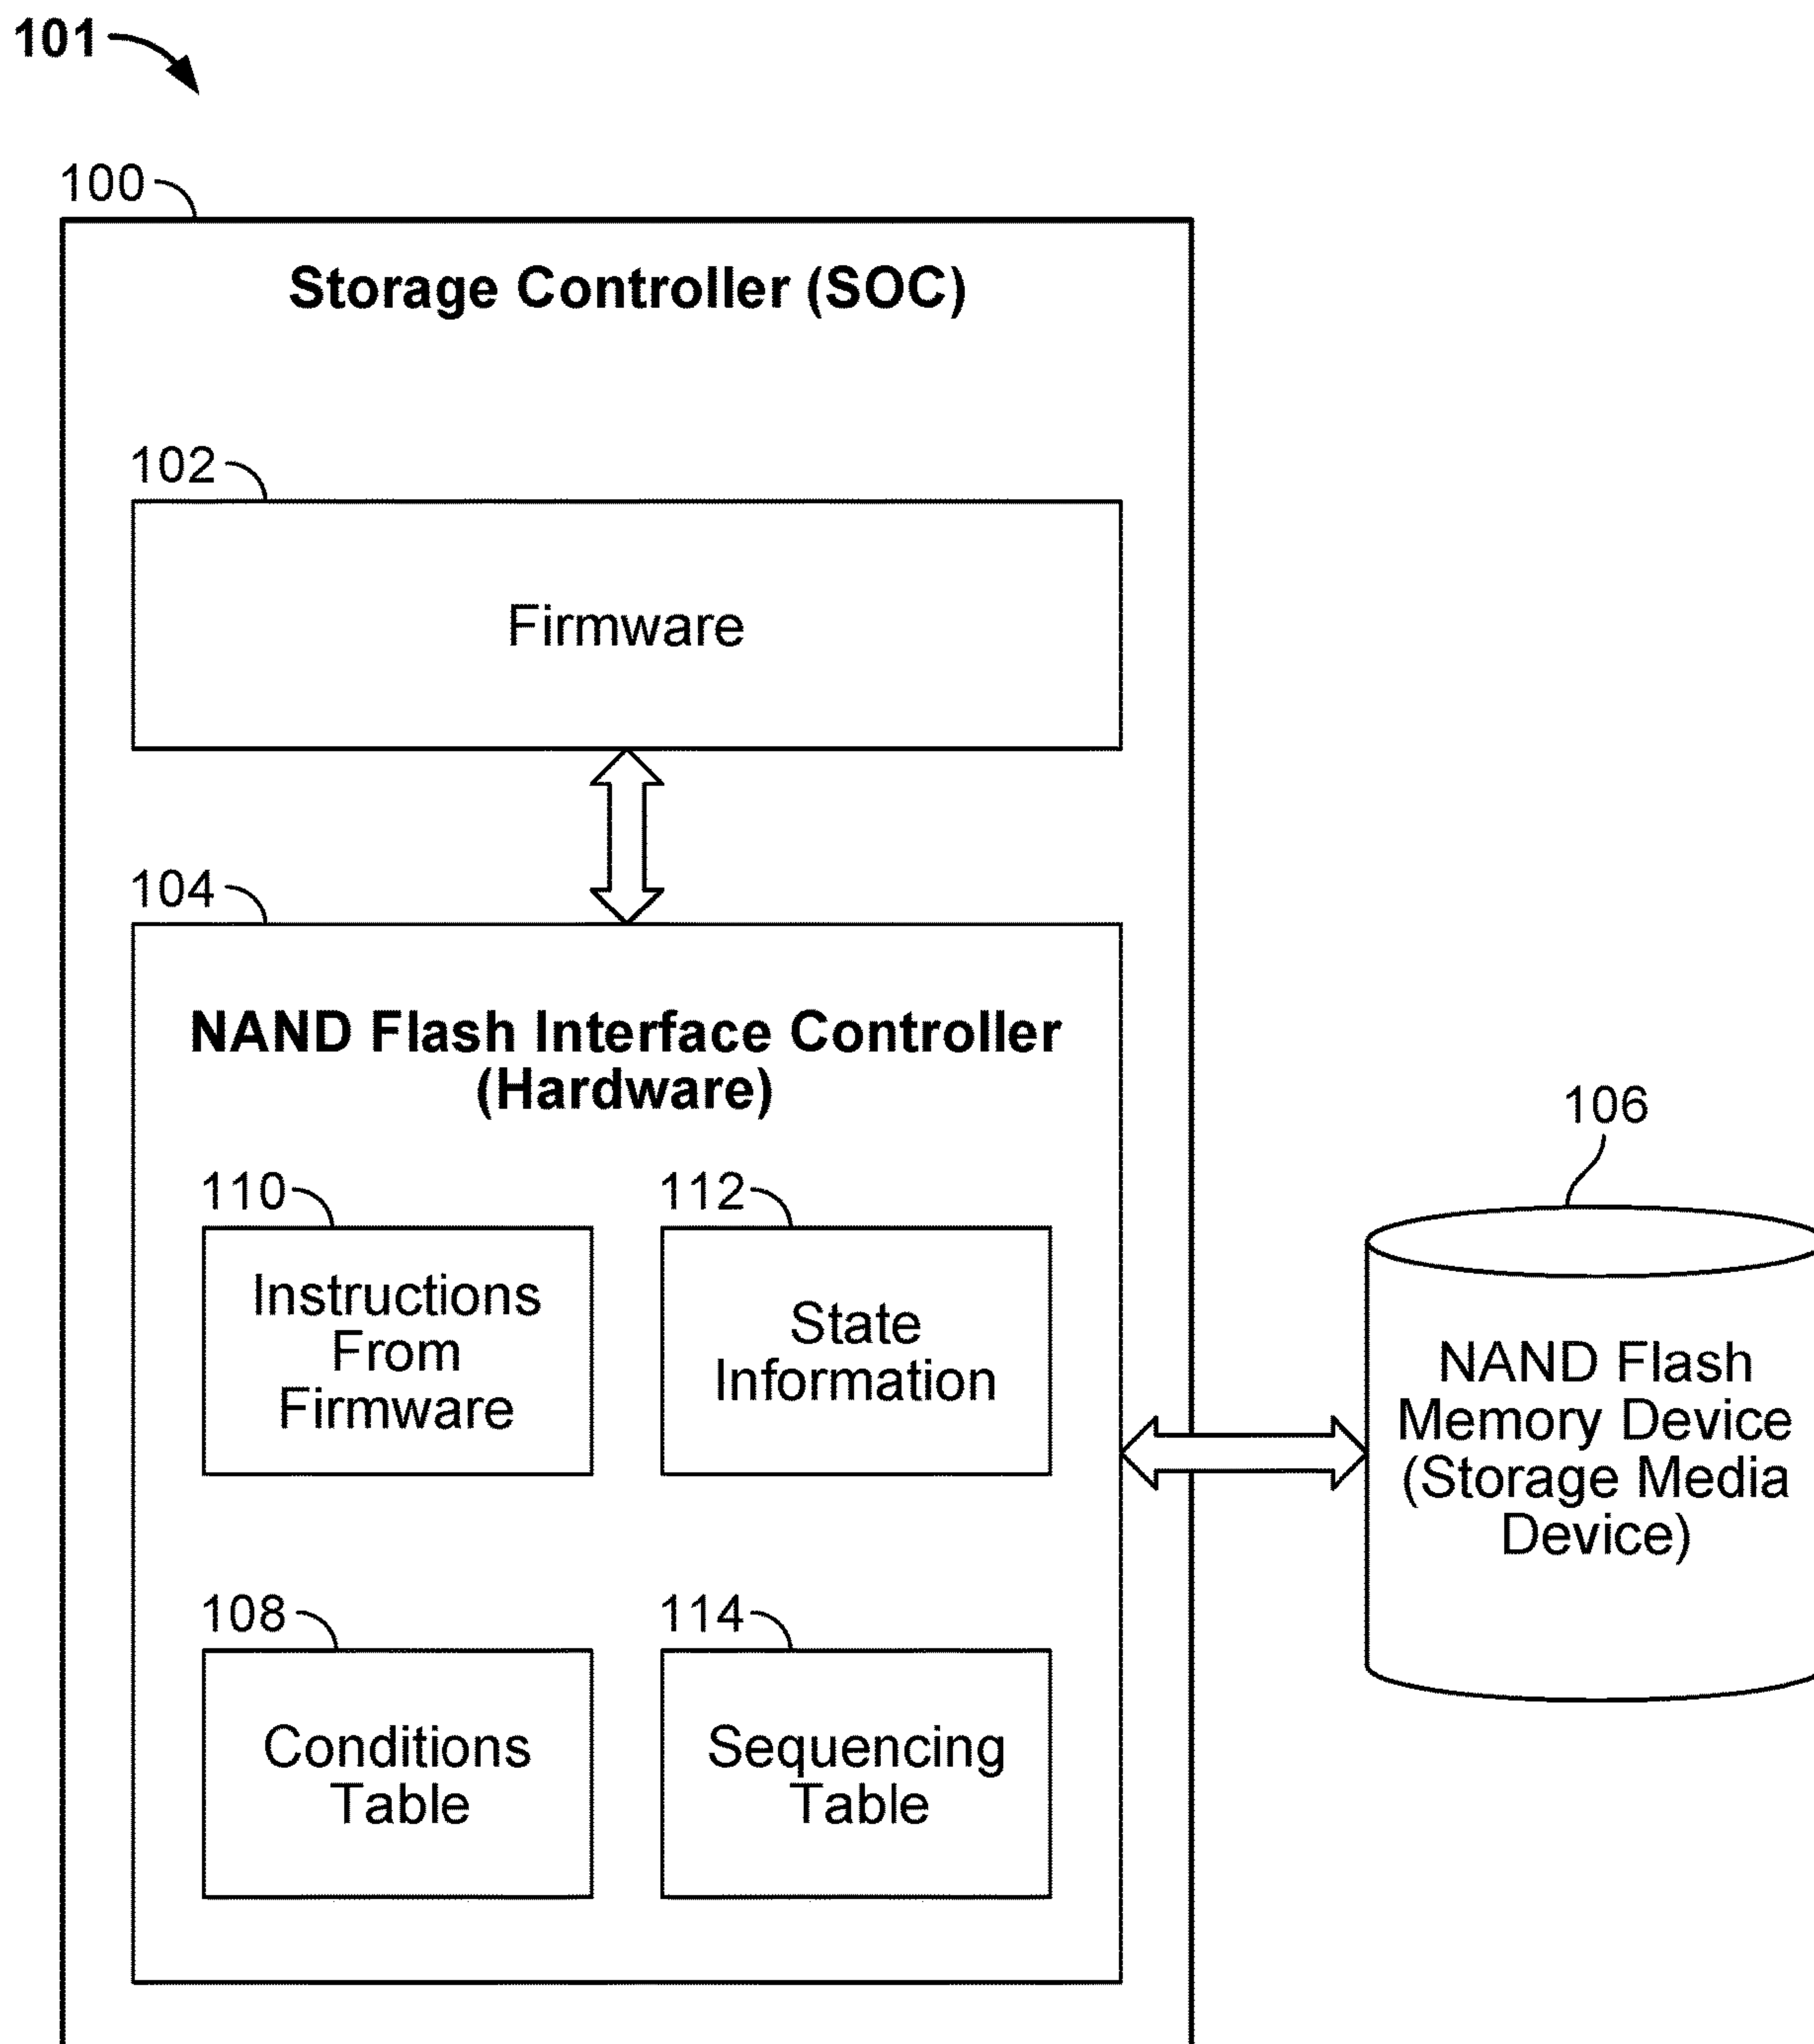 101
100
Storage Controller (SOC)
102
Firmware
104
NAND Flash Interface Controller
(Hardware)
110
Instructions
From
Firmware
112
State
Information
108
Conditions
Table
114
Sequencing
Table
106
NAND Flash
Memory Device
(Storage Media
Device)